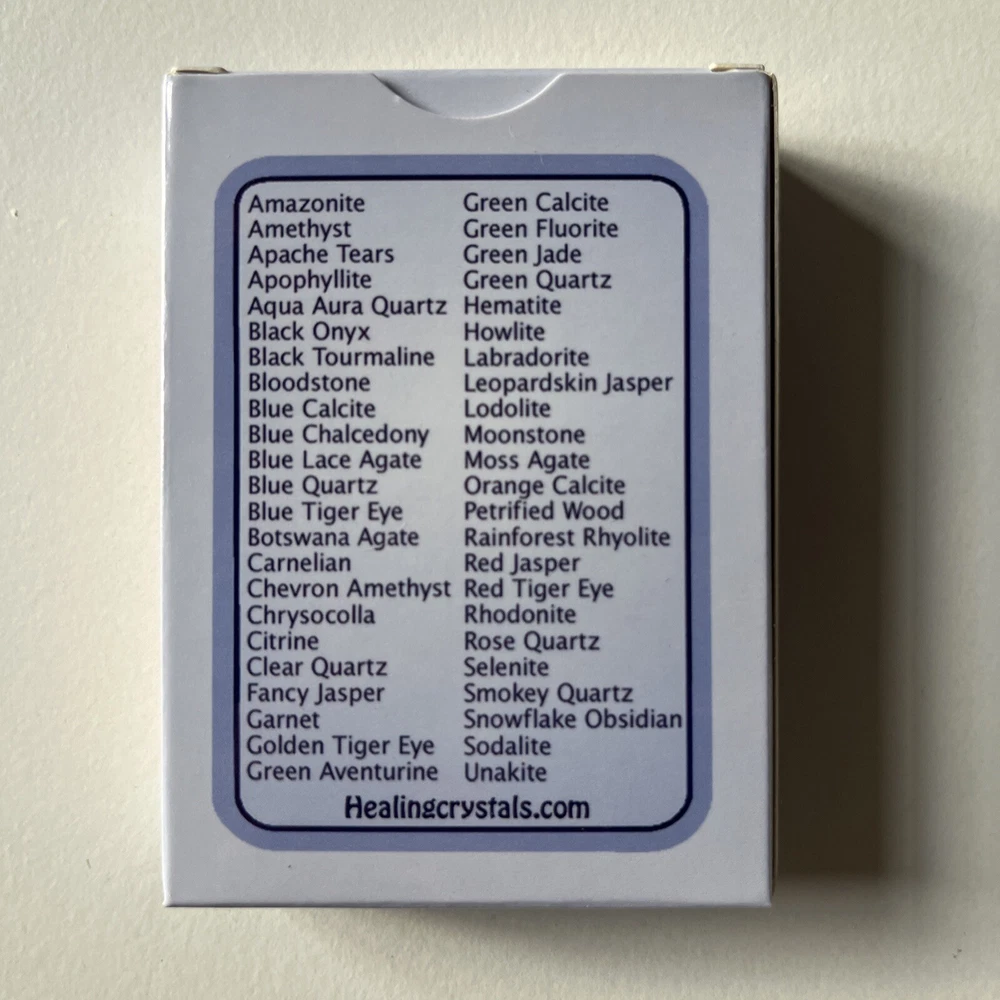 Amazonite
Amethyst
Apache Tears
Apophyllite
Aqua Aura Quartz
Black Onyx
Black Tourmaline
Bloodstone
Blue Calcite
Blue Chalcedony
Blue Lace Agate
Blue Quartz
Blue Tiger Eye
Botswana Agate
Carnelian
Chevron Amethyst
Chrysocolla
Citrine
Clear Quartz
Fancy Jasper
Garnet
Golden Tiger Eye
Green Aventurine
Green Calcite
Green Fluorite
Green Jade
Green Quartz
Hematite
Howlite
Labradorite
Leopardskin Jasper
Lodolite
Moonstone
Moss Agate
Orange Calcite
Petrified Wood
Rainforest Rhyolite
Red Jasper
Red Tiger Eye
Rhodonite
Rose Quartz
Selenite
Smokey Quartz
Snowflake Obsidian
Sodalite
Unakite
Healingcrystals.com